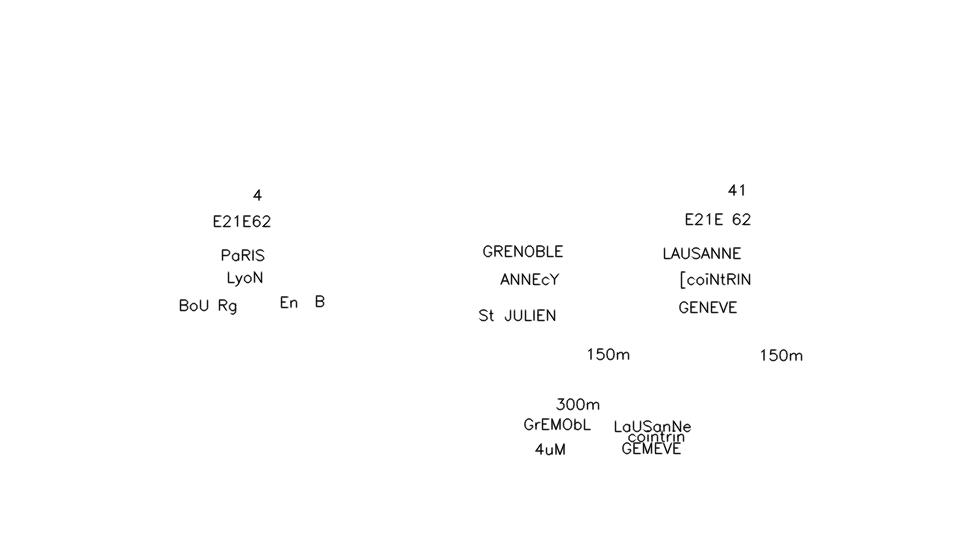 4
41
E21E62
E21E 62
PaRIS
GRENOBLE
LAUSANNE
LyoN
ANNEcY
[coiNtRIN
BoU Rg
En B
St JULIEN
GENEVE
150m
150m
300m
GrEMObL
LaUSanNe
cointrin
4uM
GEMEVE